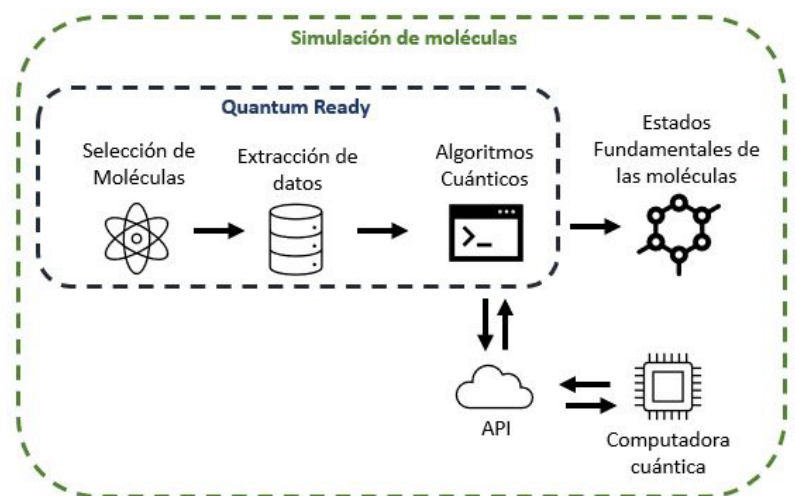 Simulación de moléculas
Quantum Ready
Selección de
Moléculas
Extracción de
datos
Algoritmos
Cuánticos
Estados
Fundamentales de
las moléculas
>_
API
Computadora
cuántica